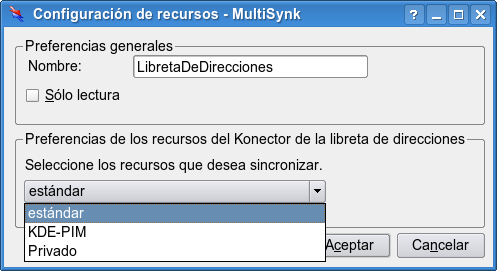 Configuración de recursos - MultiSynk
Preferencias generales
Nombre: LibretaDeDirecciones
Sólo lectura
Preferencias de los recursos del Konector de la libreta de direcciones
Seleccione los recursos que desea sincronizar.
estándar
estándar
KDE-PIM
Privado
Aceptar Cancelar